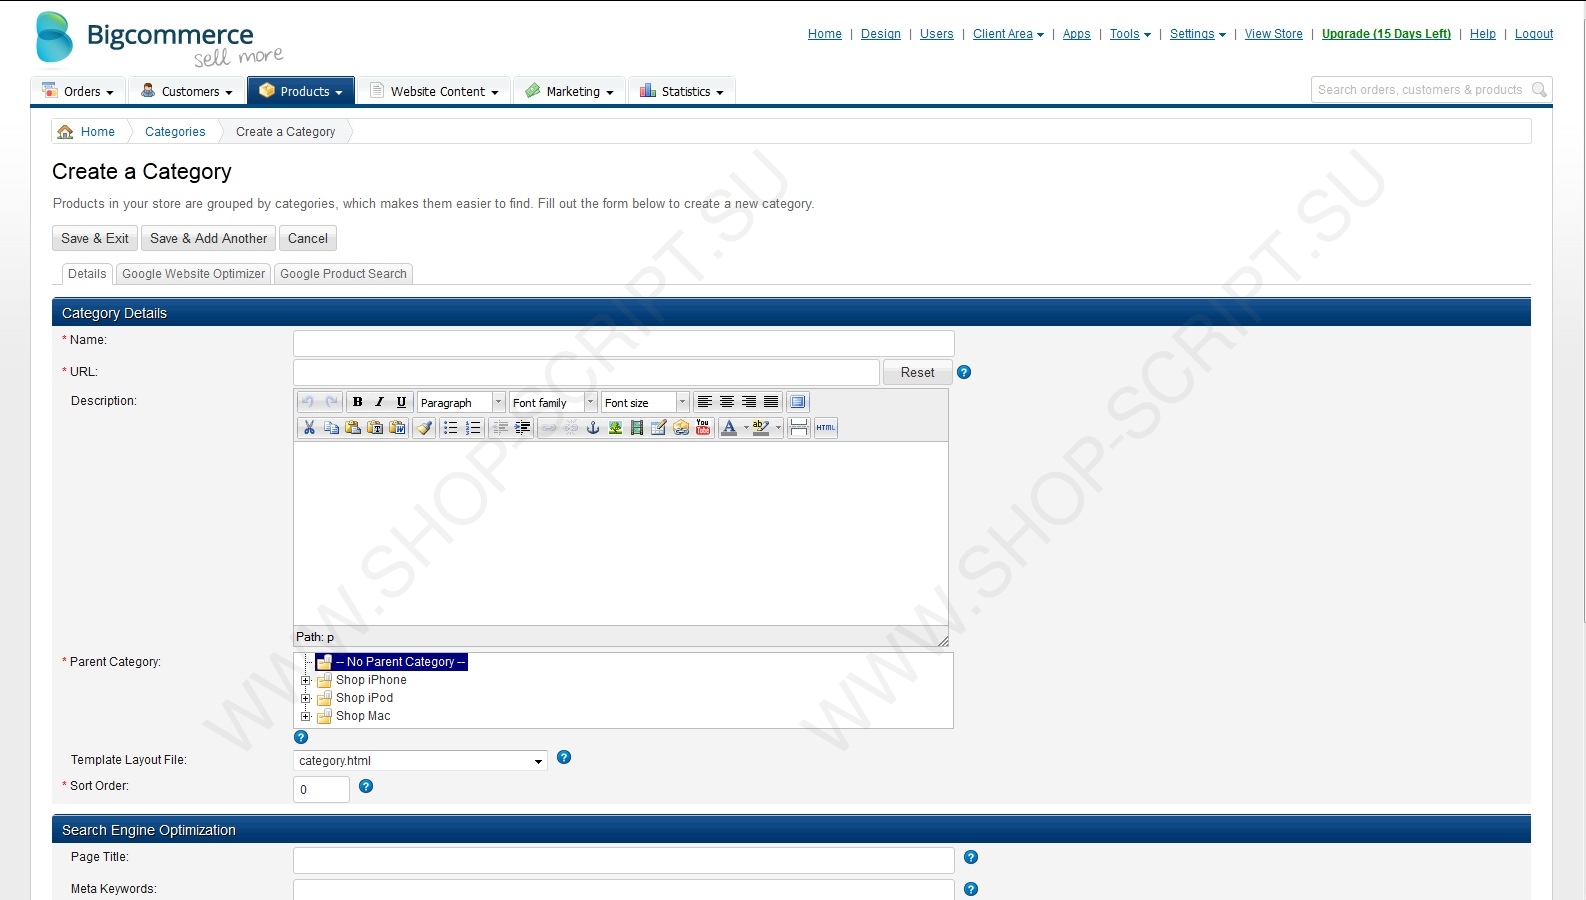 Bigcommerce
sell more
Home | Design | Users | Client Area | Apps | Tools | Settings | View Store | Upgrade (15 Days Left) | Help | Logout
Orders Customers Products Website Content Marketing Statistics
Search orders, customers & products
Home Categories Create a Category
Create a Category
Products in your store are grouped by categories, which makes them easier to find. Fill out the form below to create a new category.
Save & Exit Save & Add Another Cancel
Details Google Website Optimizer Google Product Search
Category Details
* Name:
* URL: Reset ?
Description:
B I U Paragraph Font family Font size
T W You Tube A ab HTML
Path: p
* Parent Category:
-- No Parent Category --
Shop iPhone
Shop iPod
Shop Mac
?
Template Layout File: category.html ?
* Sort Order: 0 ?
Search Engine Optimization
Page Title: ?
Meta Keywords: ?
WWW.SHOP-SCRIPT.SU
WWW.SHOP-SCRIPT.SU